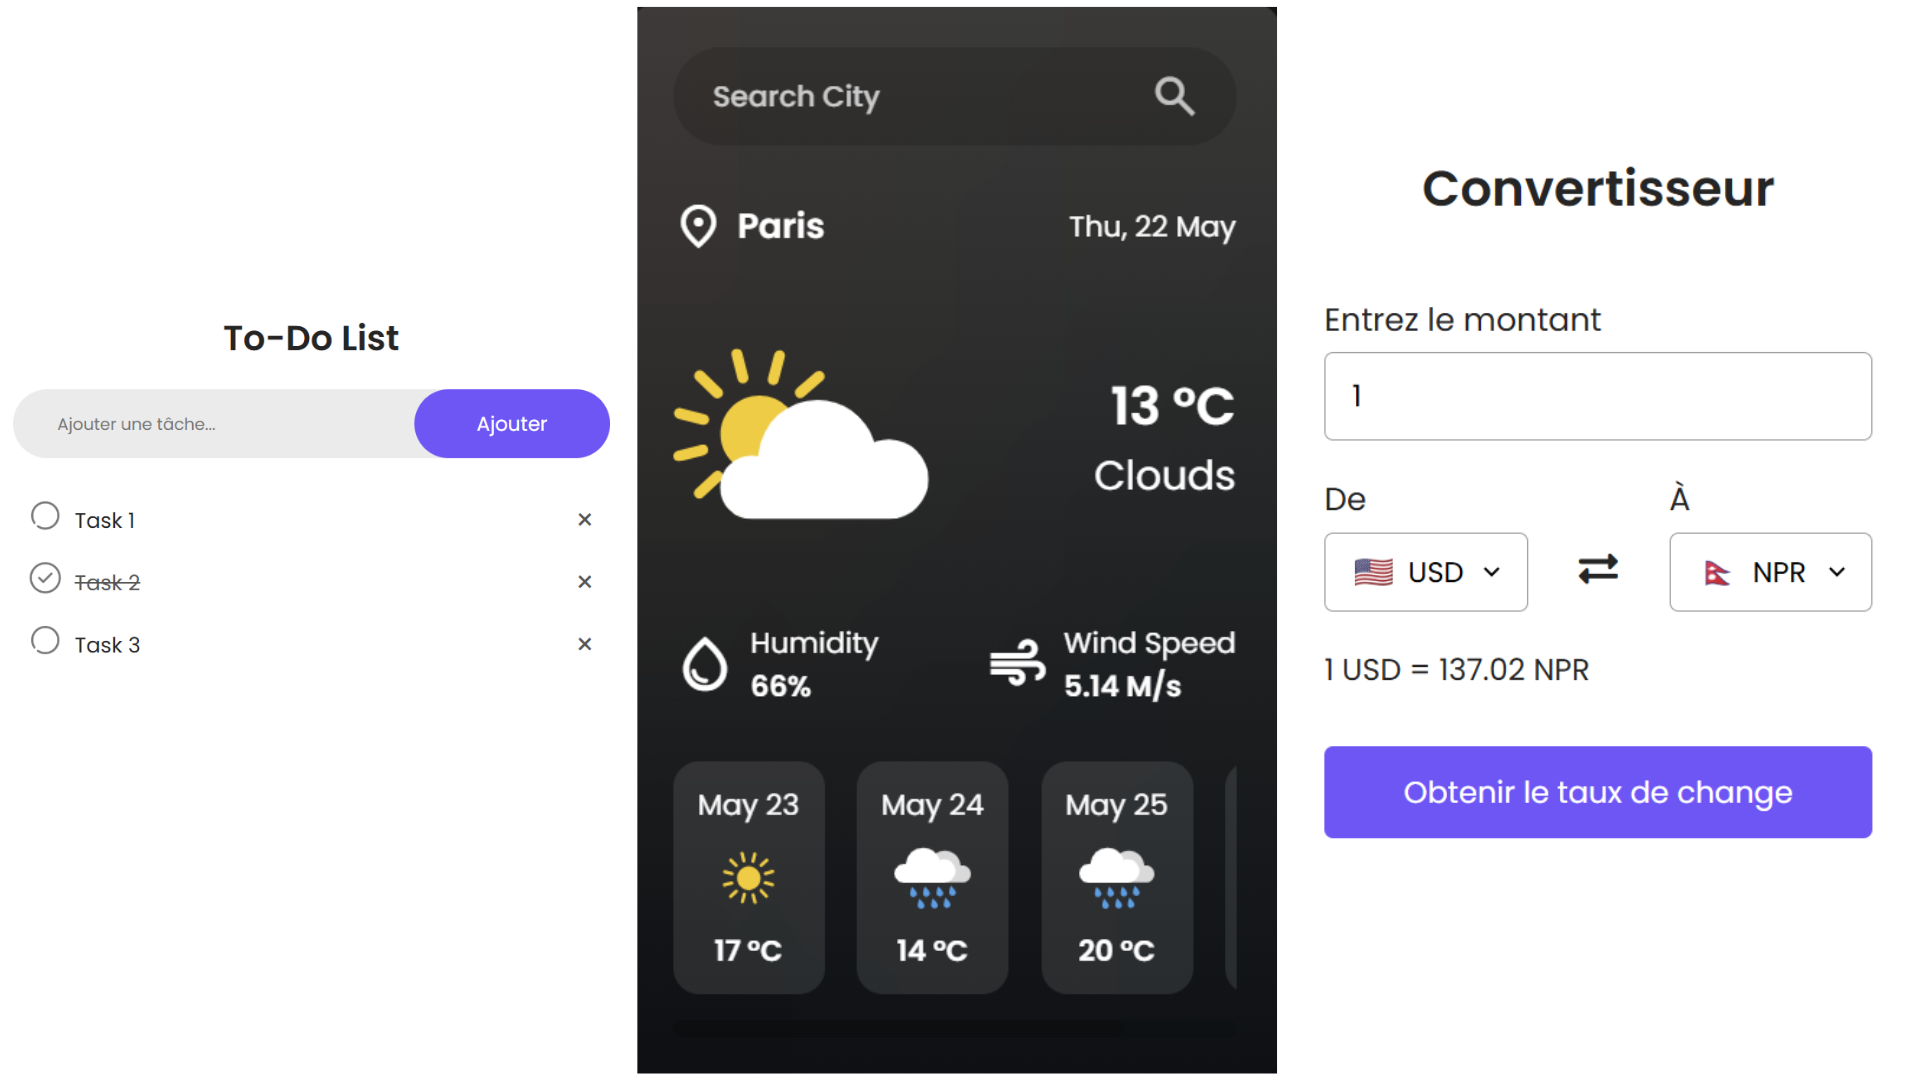 To-Do List
Ajouter une tâche...
Ajouter
Task 1
Task 2
Task 3
Search City
Paris
Thu, 22 May
13 °C
Clouds
Humidity
66%
Wind Speed
5.14 M/s
May 23
May 24
May 25
17 °C
14 °C
20 °C
Convertisseur
Entrez le montant
1
De
À
USD
NPR
1 USD = 137.02 NPR
Obtenir le taux de change